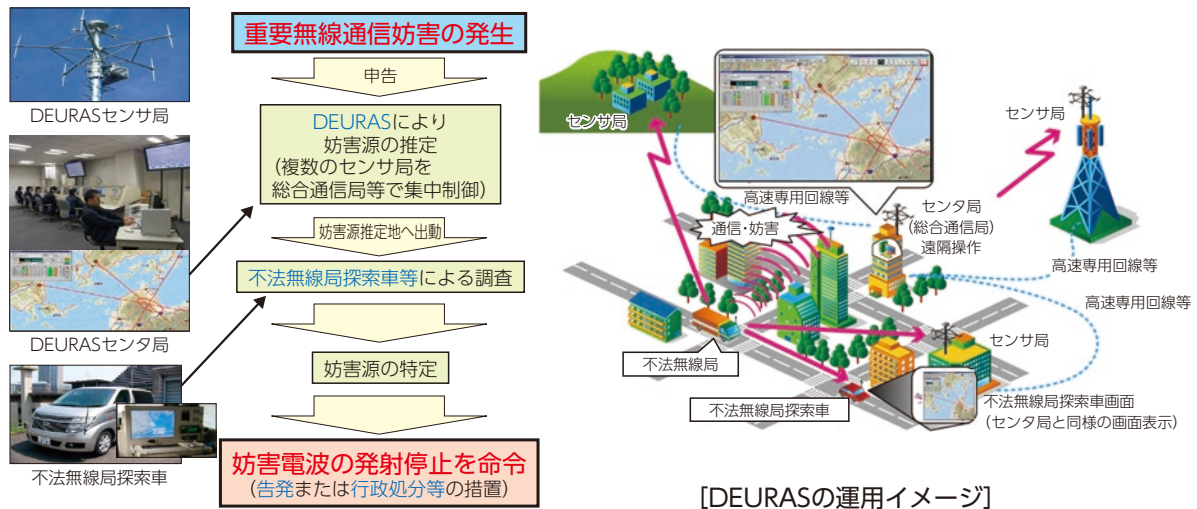 DEURASセンサ局
DEURASセンタ局
不法無線局探索車
重要無線通信妨害の発生
申告
DEURASにより
妨害源の推定
(複数のセンサ局を
総合通信局等で集中制御)
妨害源推定地へ出動
不法無線局探索車等による調査
妨害源の特定
妨害電波の発射停止を命令
(告発または行政処分等の措置)
センサ局
センサ局
高速専用回線等
センタ局
(総合通信局)
遠隔操作
通信・妨害
高速専用回線等
高速専用回線等
センサ局
不法無線局
不法無線局探索車
不法無線局探索車画面
(センタ局と同様の画面表示)
[DEURASの運用イメージ]